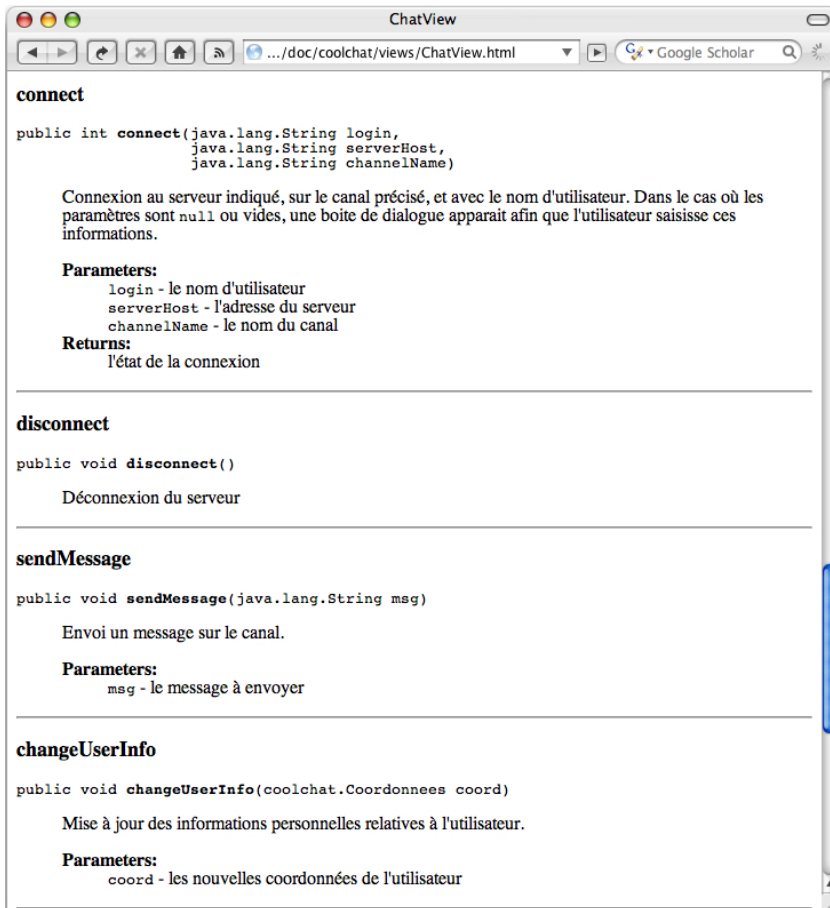 ChatView
.../doc/coolchat/views/ChatView.html
Google Scholar
connect
public int connect(java.lang.String login,
java.lang.String serverHost,
java.lang.String channelName)
Connexion au serveur indiqué, sur le canal précisé, et avec le nom d'utilisateur. Dans le cas où les
paramètres sont null ou vides, une boite de dialogue apparait afin que l'utilisateur saisisse ces
informations.
Parameters:
login - le nom d'utilisateur
serverHost - l'adresse du serveur
channelName - le nom du canal
Returns:
l'état de la connexion
disconnect
public void disconnect()
Déconnexion du serveur
sendMessage
public void sendMessage(java.lang.String msg)
Envoi un message sur le canal.
Parameters:
msg - le message à envoyer
changeUserInfo
public void changeUserInfo(coolchat.Coordonnees coord)
Mise à jour des informations personnelles relatives à l'utilisateur.
Parameters:
coord - les nouvelles coordonnées de l'utilisateur